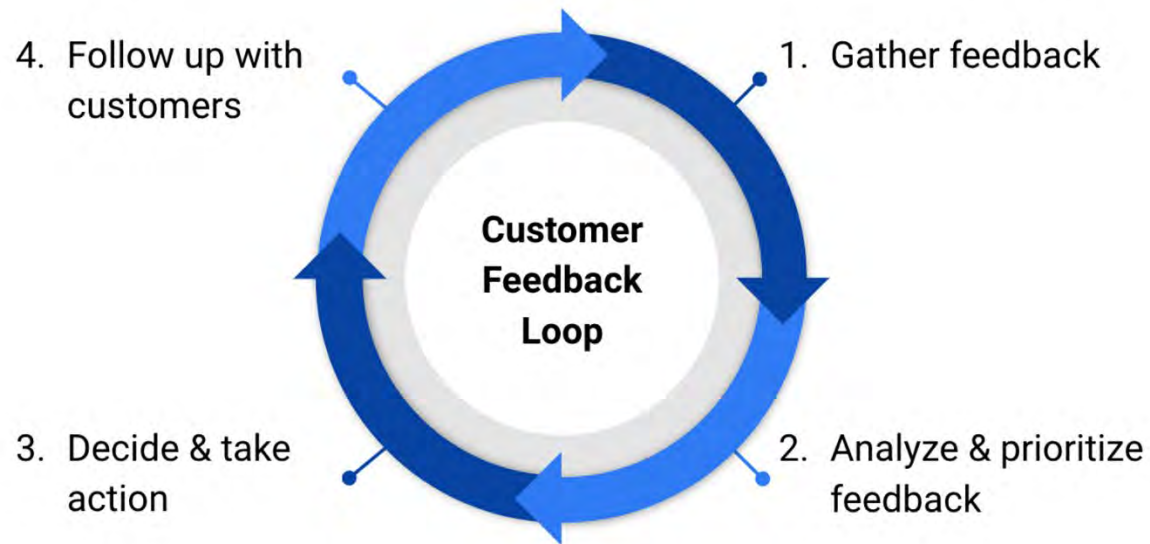 Customer
Feedback
Loop
1. Gather feedback
2. Analyze & prioritize
feedback
3. Decide & take
action
4. Follow up with
customers